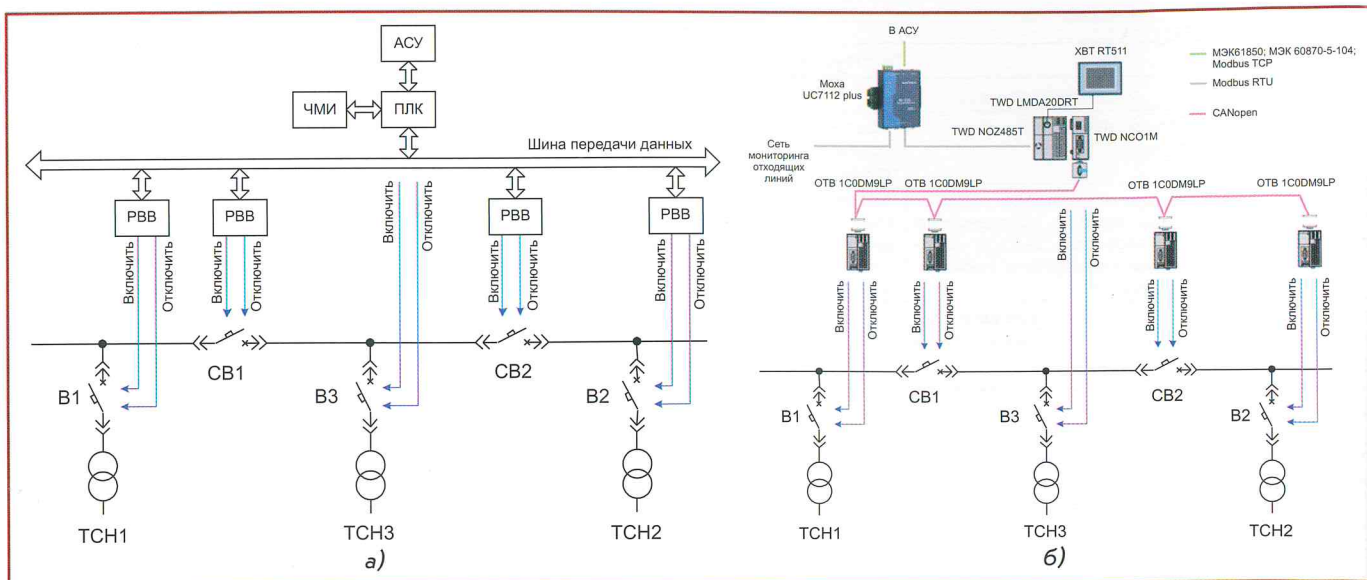 АСУ
ЧМИ
ПЛК
Шина передачи данных
РВВ
РВВ
РВВ
РВВ
Включить
Отключить
Включить
Отключить
Включить
Отключить
Включить
Отключить
Включить
Отключить
В1
СВ1
В3
СВ2
В2
ТСН1
ТСН3
ТСН2
а)
В АСУ
Моха
UC7112 plus
XBT RT511
TWD LMDA20DRT
TWD NOZ485T
TWD NCO1M
МЭК61850; МЭК 60870-5-104;
Modbus TCP
Modbus RTU
CANopen
Сеть
мониторинга
отходящих
линий
OTB 1C0DM9LP
OTB 1C0DM9LP
OTB 1C0DM9LP
OTB 1C0DM9LP
Включить
Отключить
Включить
Отключить
Включить
Отключить
Включить
Отключить
Включить
Отключить
В1
СВ1
В3
СВ2
В2
ТСН1
ТСН3
ТСН2
б)